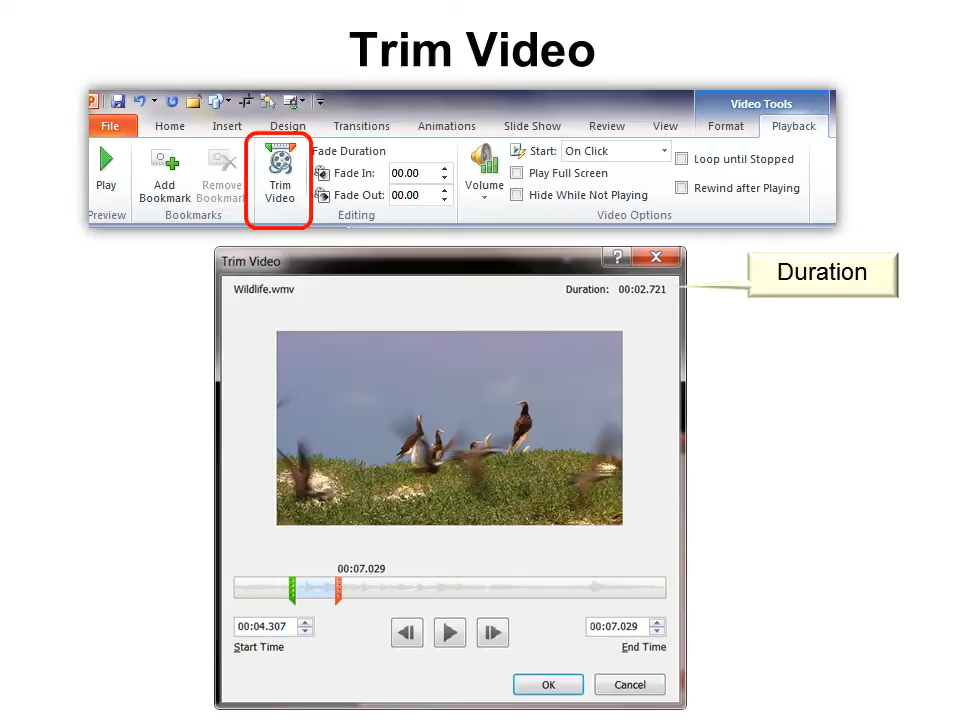 Trim Video
P
Video Tools
File Home Insert Design Transitions Animations Slide Show Review View Format Playback
Play
Preview
Add
Bookmark
Remove
Bookmark
Bookmarks
Trim
Video
Fade Duration
Fade In: 00.00
Fade Out: 00.00
Editing
Volume
Start: On Click
Play Full Screen
Hide While Not Playing
Loop until Stopped
Rewind after Playing
Video Options
Trim Video
?
Wildlife.wmv
Duration: 00:02.721
Duration
00:07.029
00:04.307
Start Time
00:07.029
End Time
OK
Cancel